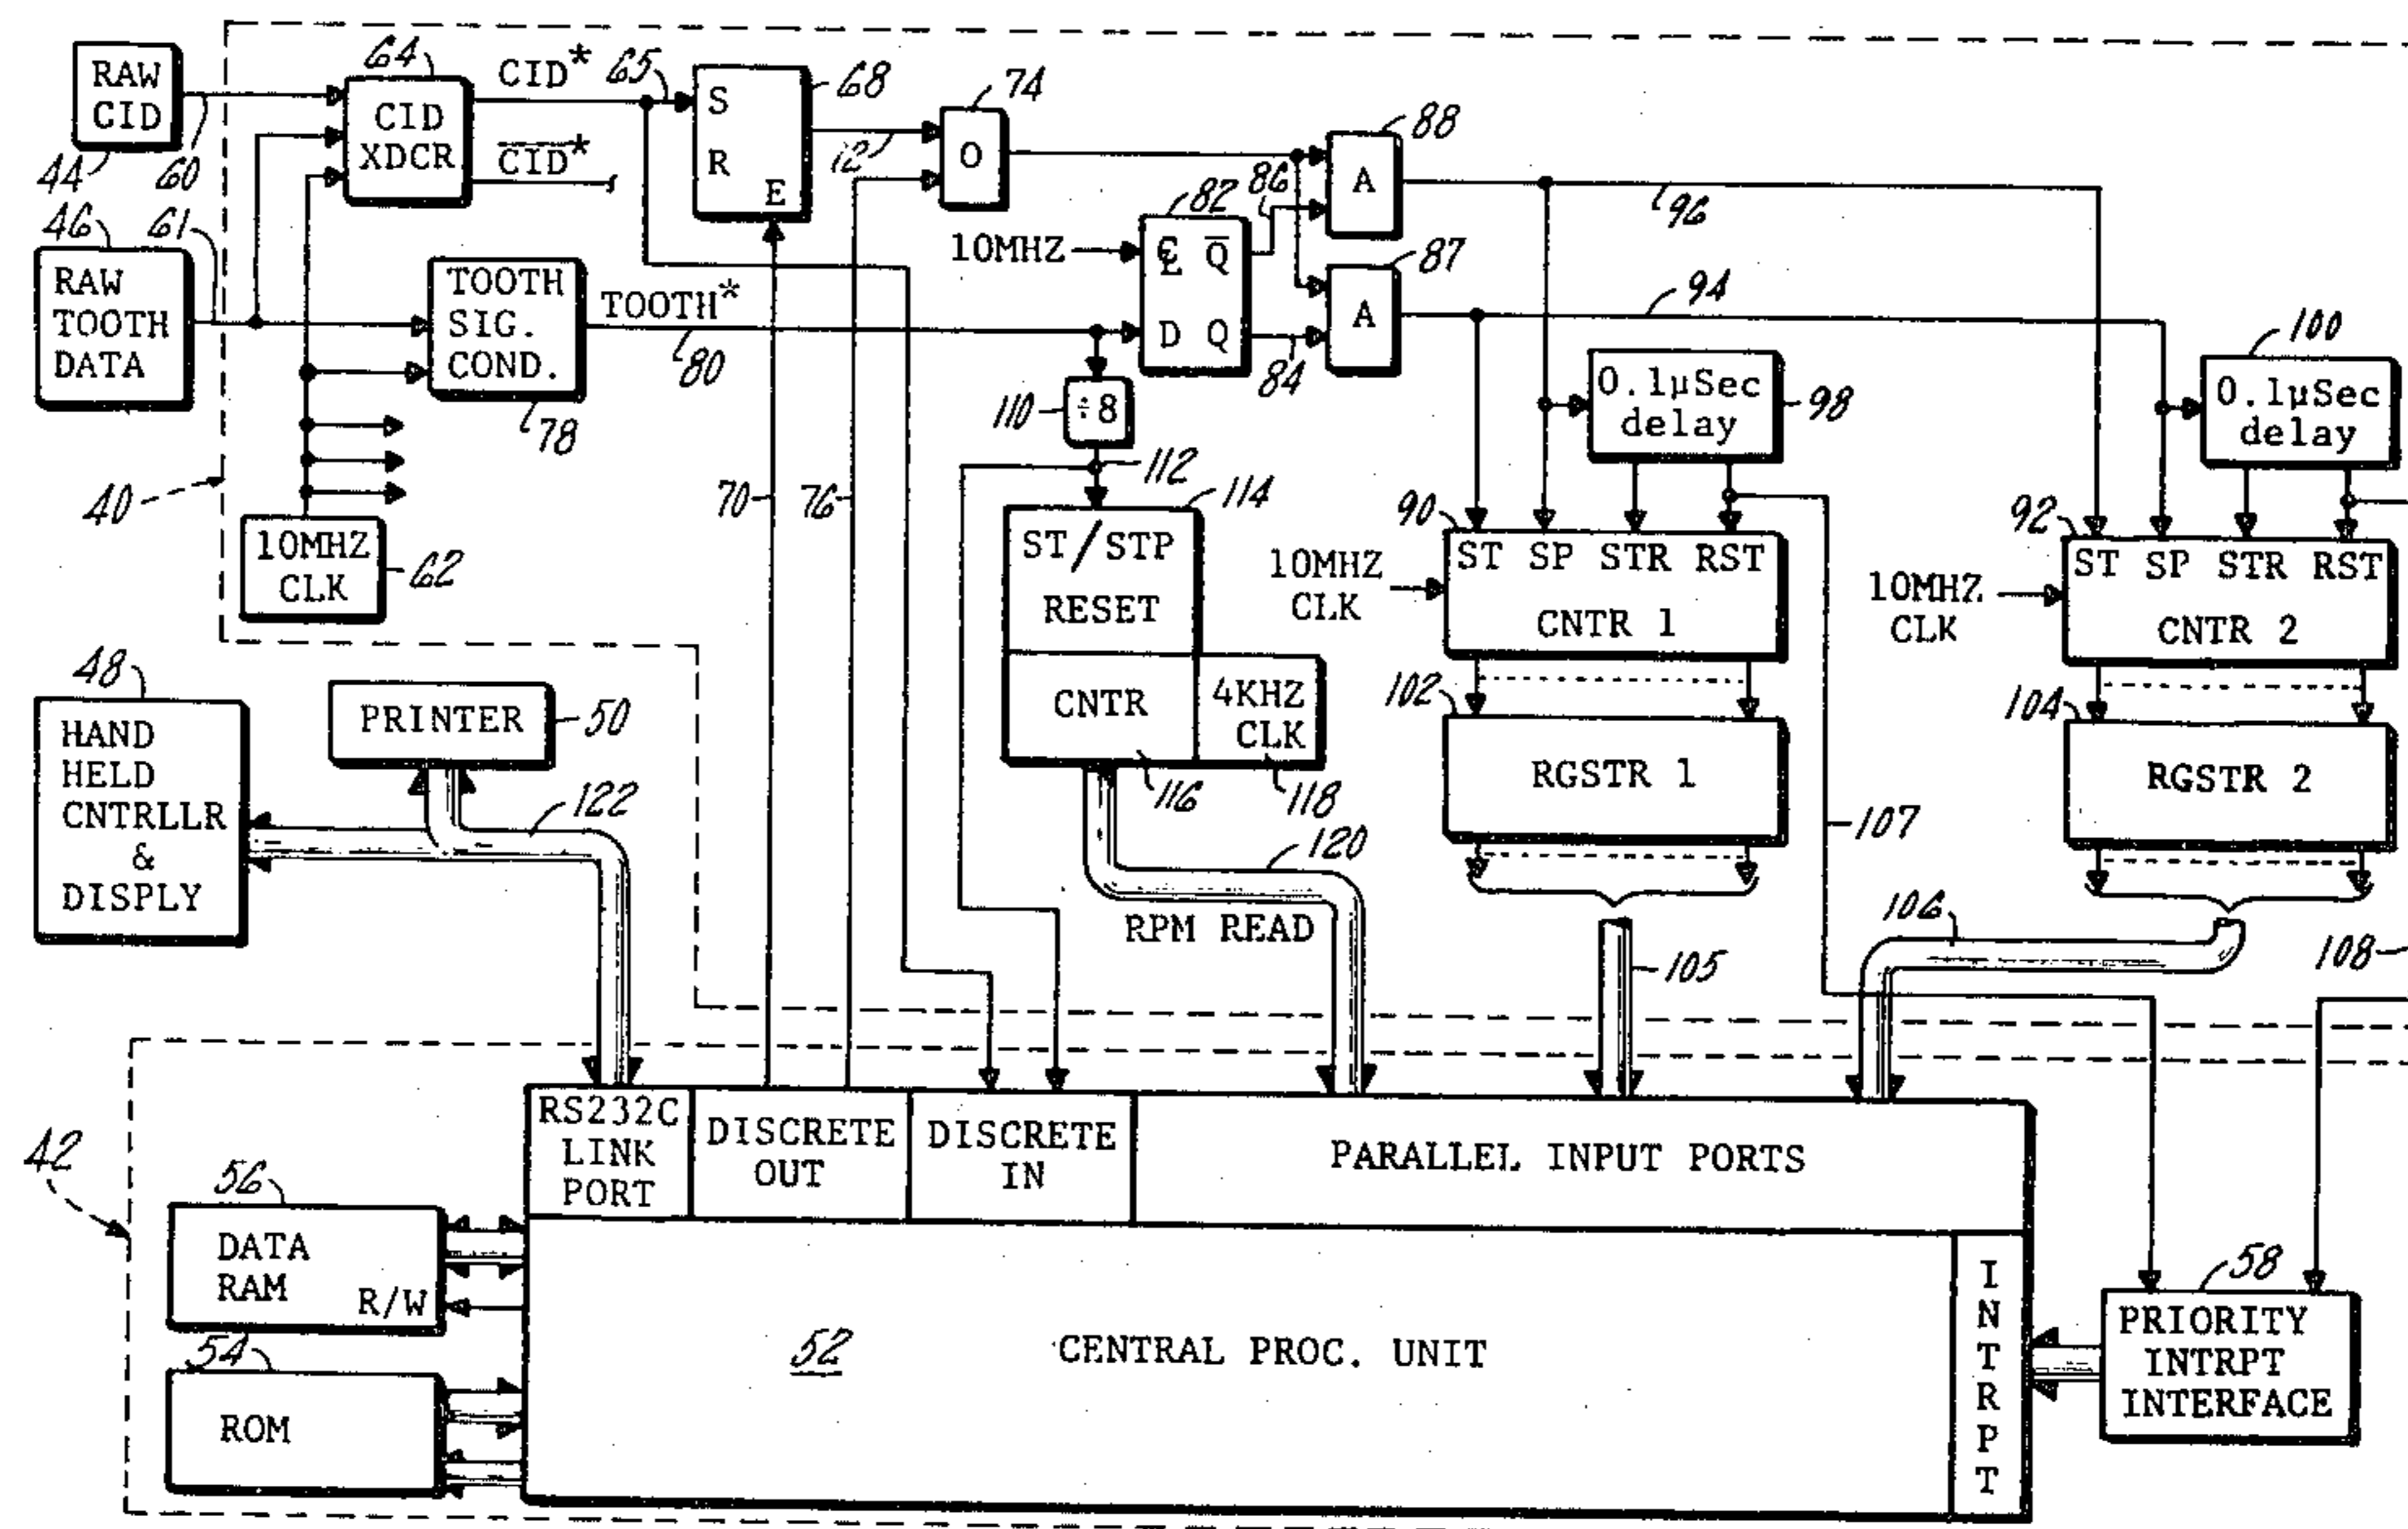 RAW
CID
44
60
64
CID
XDCR
CID*
CID*
65
S
R
E
68
72
74
O
88
A
86
96
46
61
RAW
TOOTH
DATA
TOOTH
SIG.
COND.
78
TOOTH*
80
10MHZ
82
Q
D Q
84
87
A
94
110
÷8
112
0.1µSec
delay
98
100
0.1µSec
delay
40
10MHZ
CLK
62
70
76
114
ST/STP
RESET
CNTR
116
4KHZ
CLK
118
10MHZ
CLK
90
ST SP STR RST
CNTR 1
10MHZ
CLK
92
ST SP STR RST
CNTR 2
102
RGSTR 1
104
RGSTR 2
48
HAND
HELD
CNTRLLR
&
DISPLY
PRINTER
50
122
120
RPM READ
105
107
106
108
42
RS232C
LINK
PORT
DISCRETE
OUT
DISCRETE
IN
PARALLEL INPUT PORTS
56
DATA
RAM
R/W
54
ROM
52
CENTRAL PROC. UNIT
INTRPT
58
PRIORITY
INTRPT
INTERFACE